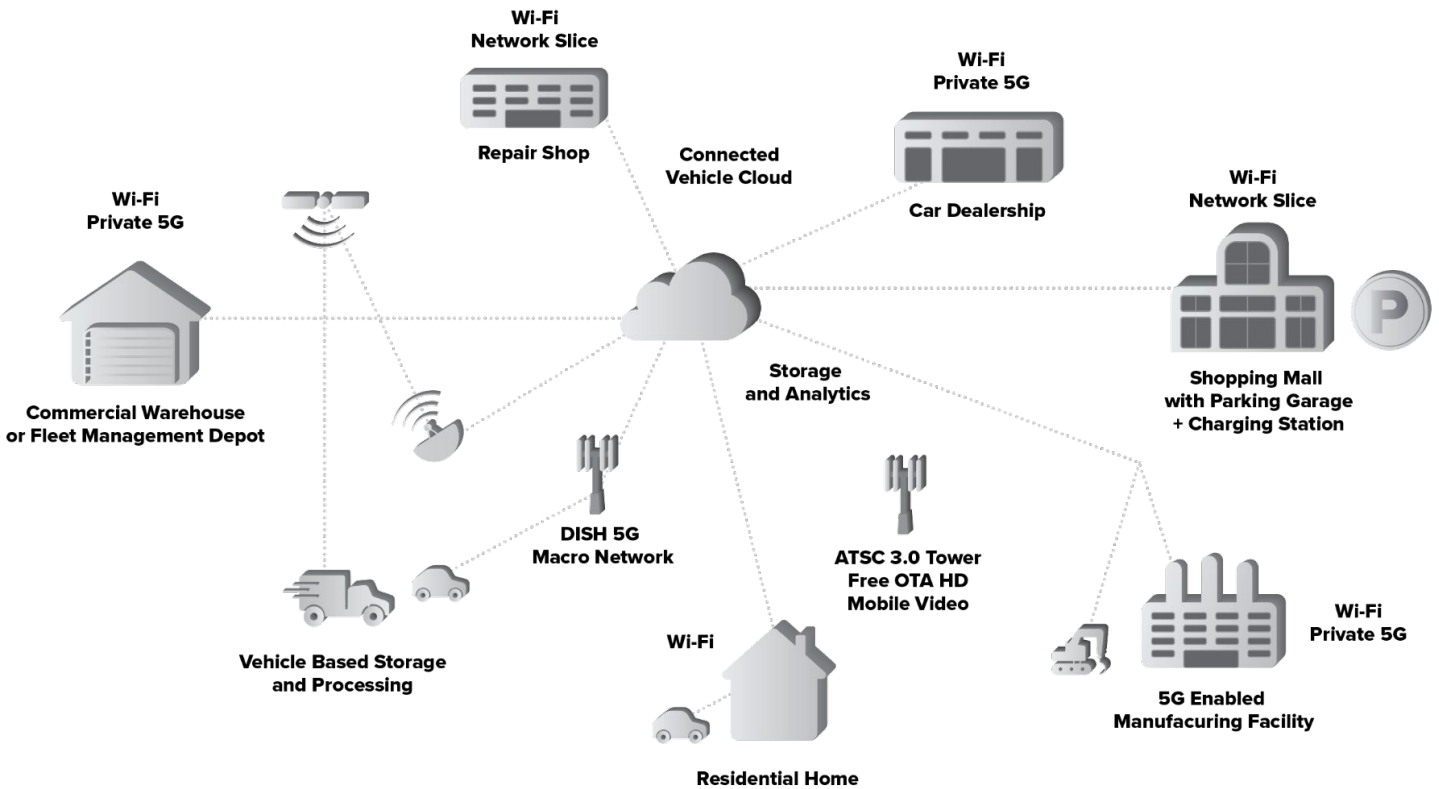 Wi-Fi
Network Slice
Repair Shop
Wi-Fi
Private 5G
Car Dealership
Connected
Vehicle Cloud
Wi-Fi
Private 5G
Commercial Warehouse
or Fleet Management Depot
Wi-Fi
Network Slice
P
Shopping Mall
with Parking Garage
+ Charging Station
Storage
and Analytics
DISH 5G
Macro Network
ATSC 3.0 Tower
Free OTA HD
Mobile Video
Vehicle Based Storage
and Processing
Wi-Fi
Residential Home
Wi-Fi
Private 5G
5G Enabled
Manufacuring Facility